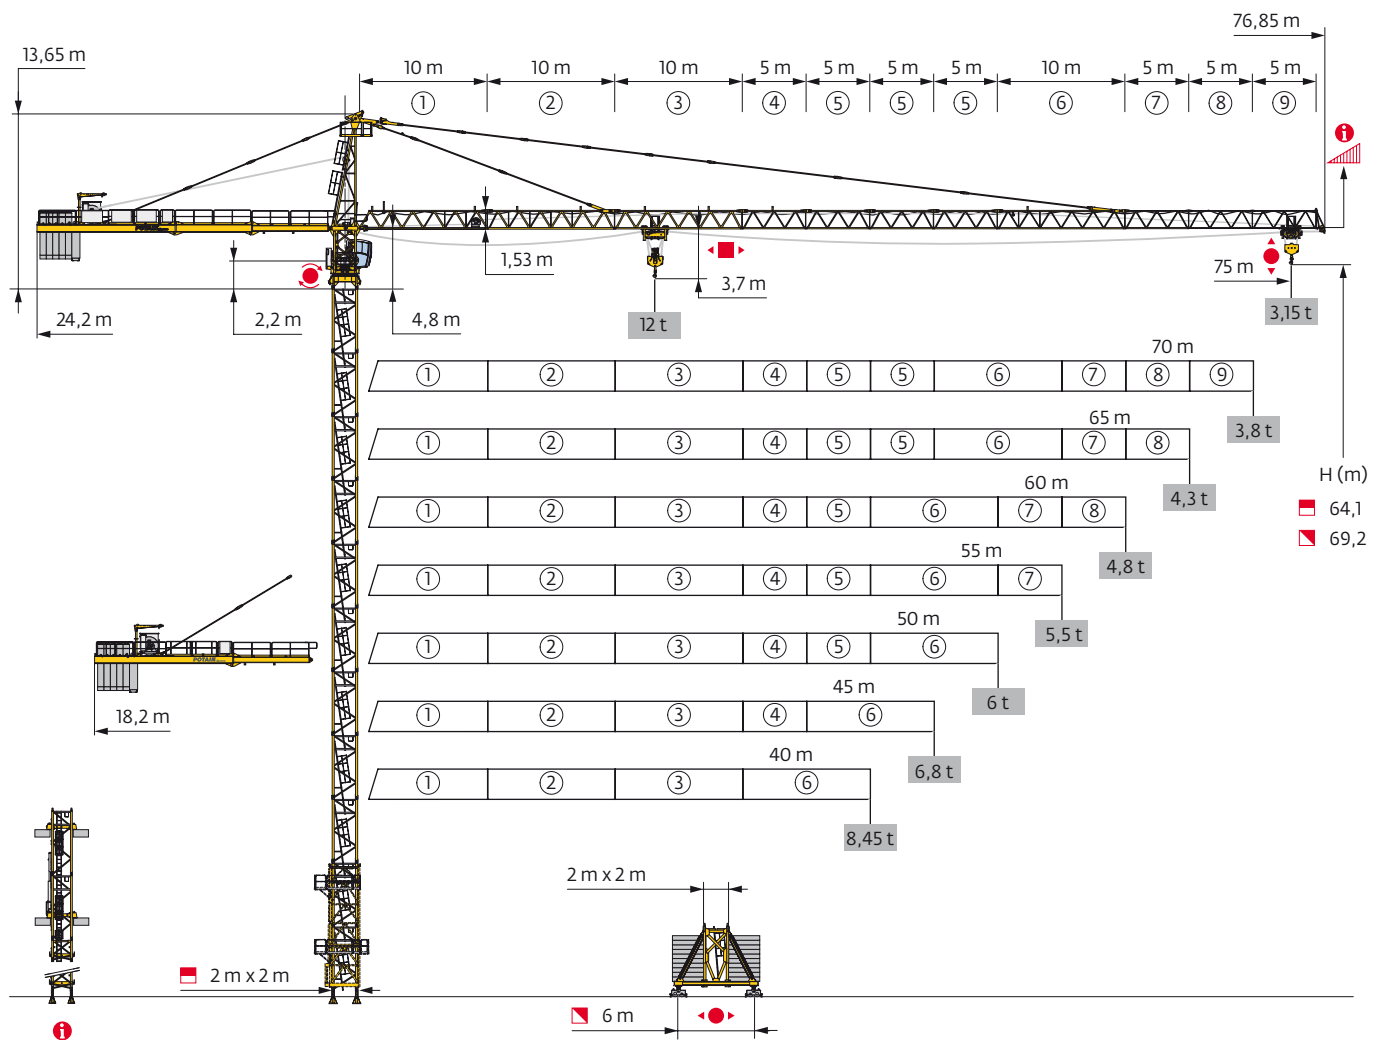 76,85 m
13,65 m
10 m 10 m 10 m 5 m 5 m 5 m 5 m 10 m 5 m 5 m 5 m
① ② ③ ④ ⑤ ⑤ ⑤ ⑥ ⑦ ⑧ ⑨
i
POTAIN
1,53 m
75 m
3,7 m
24,2 m 2,2 m 4,8 m 12 t 3,15 t
70 m
① ② ③ ④ ⑤ ⑤ ⑥ ⑦ ⑧ ⑨
3,8 t
65 m
① ② ③ ④ ⑤ ⑤ ⑥ ⑦ ⑧
4,3 t
H (m)
64,1
69,2
60 m
① ② ③ ④ ⑤ ⑥ ⑦ ⑧
4,8 t
55 m
① ② ③ ④ ⑤ ⑥ ⑦
5,5 t
50 m
① ② ③ ④ ⑤ ⑥
6 t
POTAIN
18,2 m
45 m
① ② ③ ④ ⑥
6,8 t
40 m
① ② ③ ⑥
8,45 t
2 m x 2 m
2 m x 2 m
6 m
i